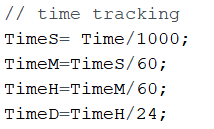 // time tracking
TimeS= Time/1000;
TimeM=TimeS/60;
TimeH=TimeM/60;
TimeD=TimeH/24;